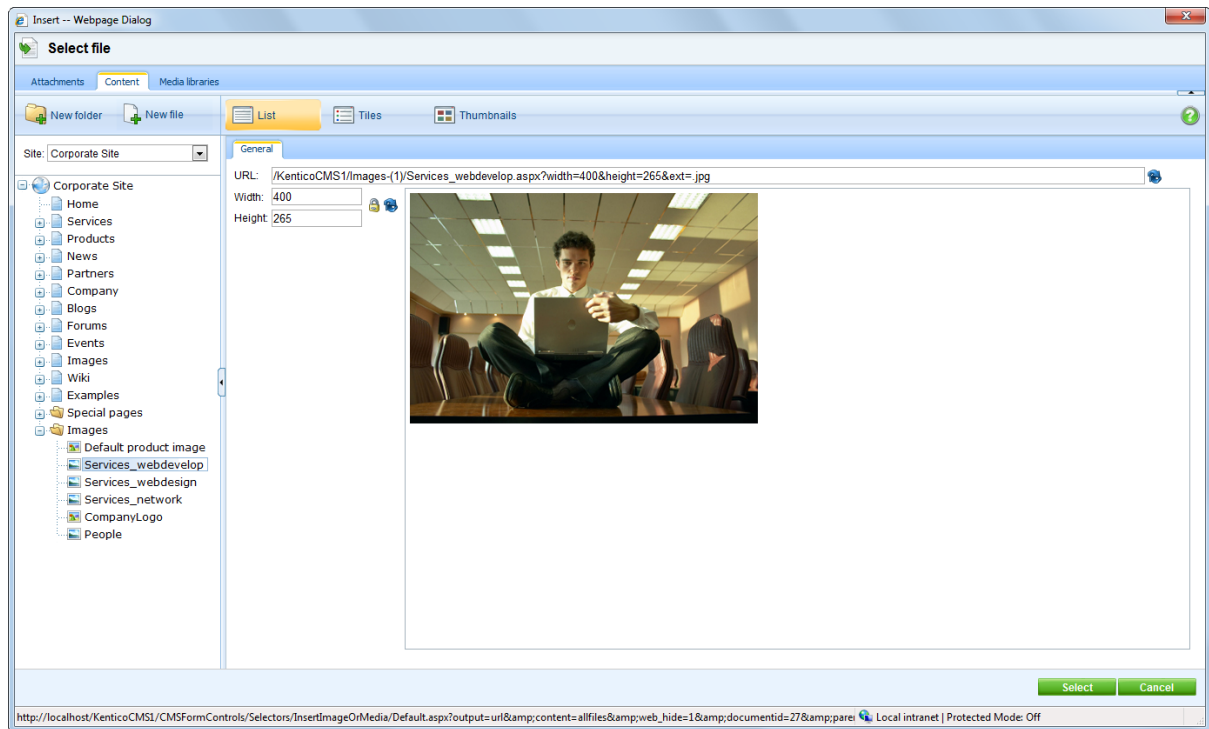 Insert -- Webpage Dialog
Select file
Attachments Content Media libraries
New folder New file List Tiles Thumbnails
Site: Corporate Site
General
URL: /KenticoCMS1/Images-(1)/Services_webdevelop.aspx?width=400&height=265&ext=.jpg
Width: 400
Height: 265
Corporate Site
Home
Services
Products
News
Partners
Company
Blogs
Forums
Events
Images
Wiki
Examples
Special pages
Images
Default product image
Services_webdevelop
Services_webdesign
Services_network
CompanyLogo
People
Select Cancel
http://localhost/KenticoCMS1/CMSFormControls/Selectors/InsertImageOrMedia/Default.aspx?output=url&amp;content=allfiles&amp;web_hide=1&amp;documentid=27&amp;parei Local intranet | Protected Mode: Off